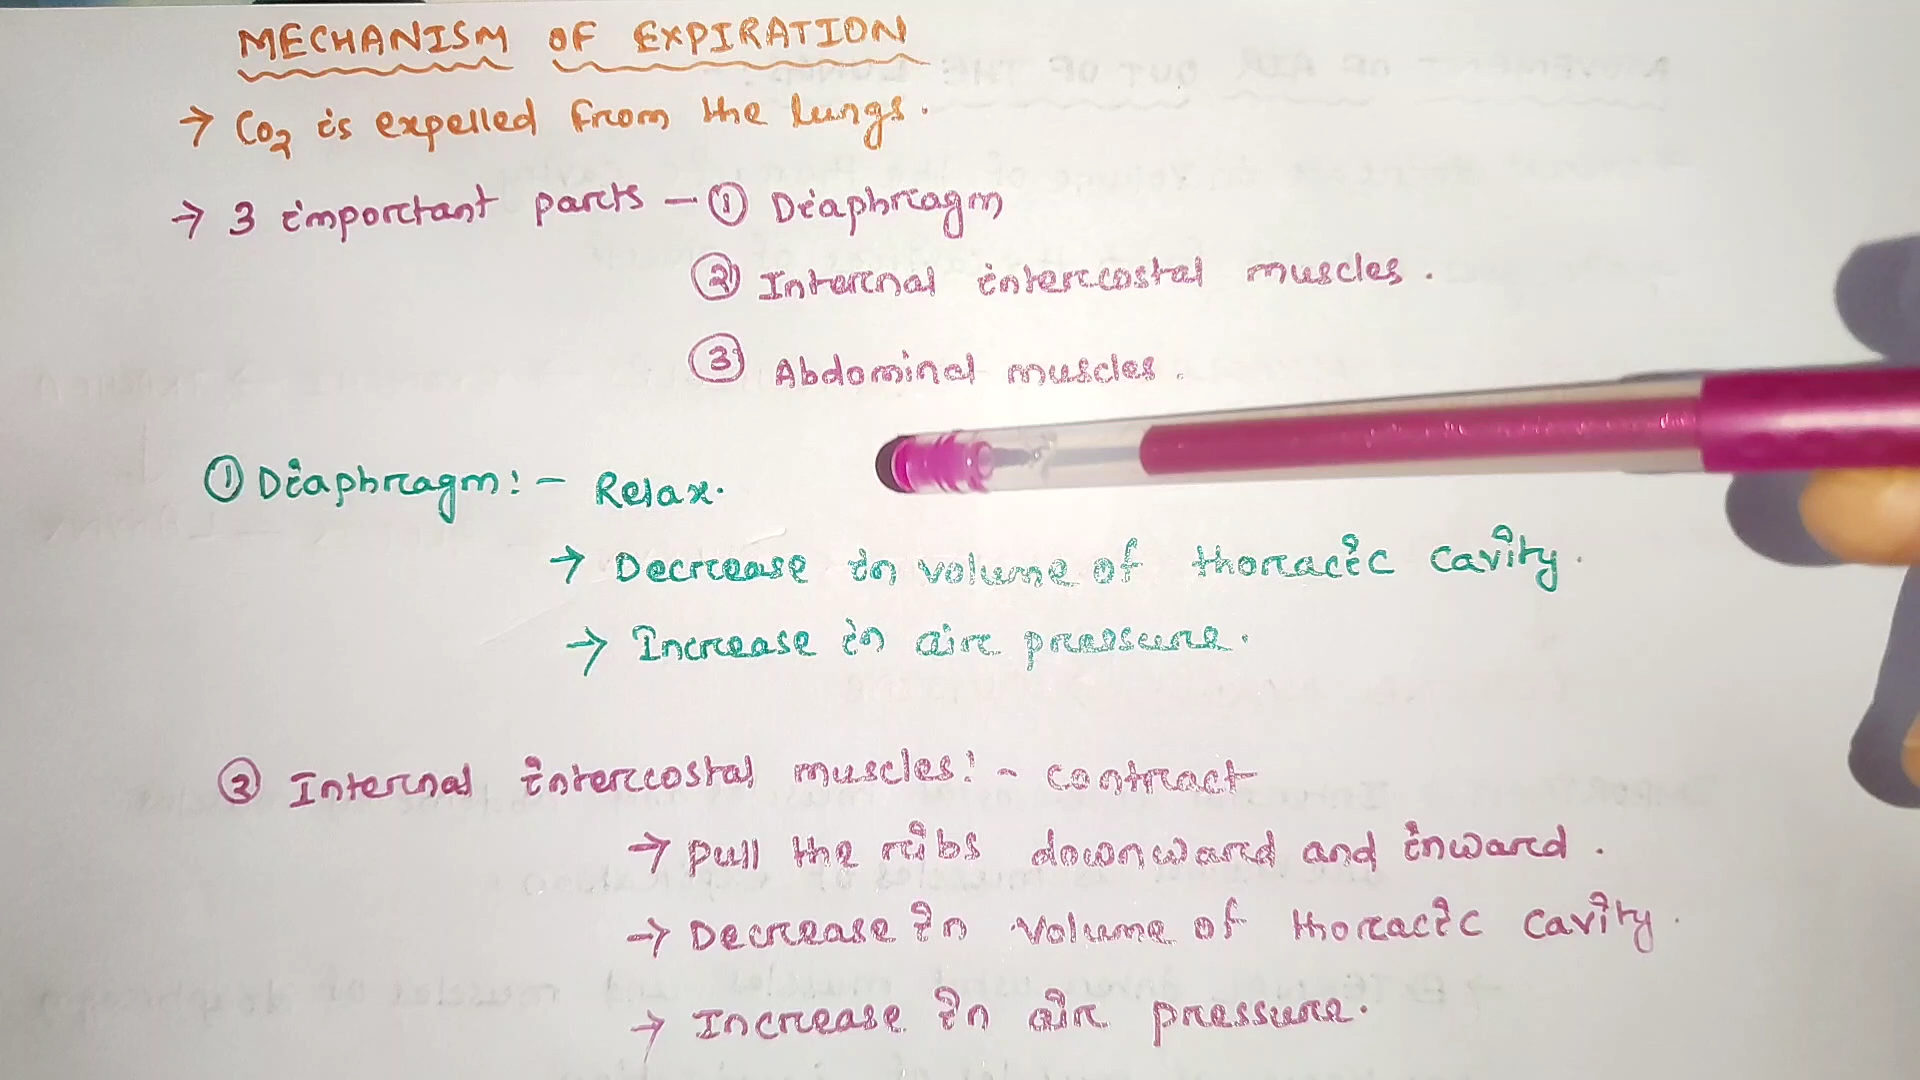 MECHANISM OF EXPIRATION
→ CO2 is expelled from the lungs.
→ 3 important parts - ① Diaphragm
② Internal intercostal muscles.
③ Abdominal muscles.
① Diaphragm:- Relax.
→ Decrease in volume of thoracic cavity.
→ Increase in air pressure.
② Internal intercostal muscles:- contract
→ pull the ribs downward and inward.
→ Decrease in volume of thoracic cavity.
→ Increase in air pressure.